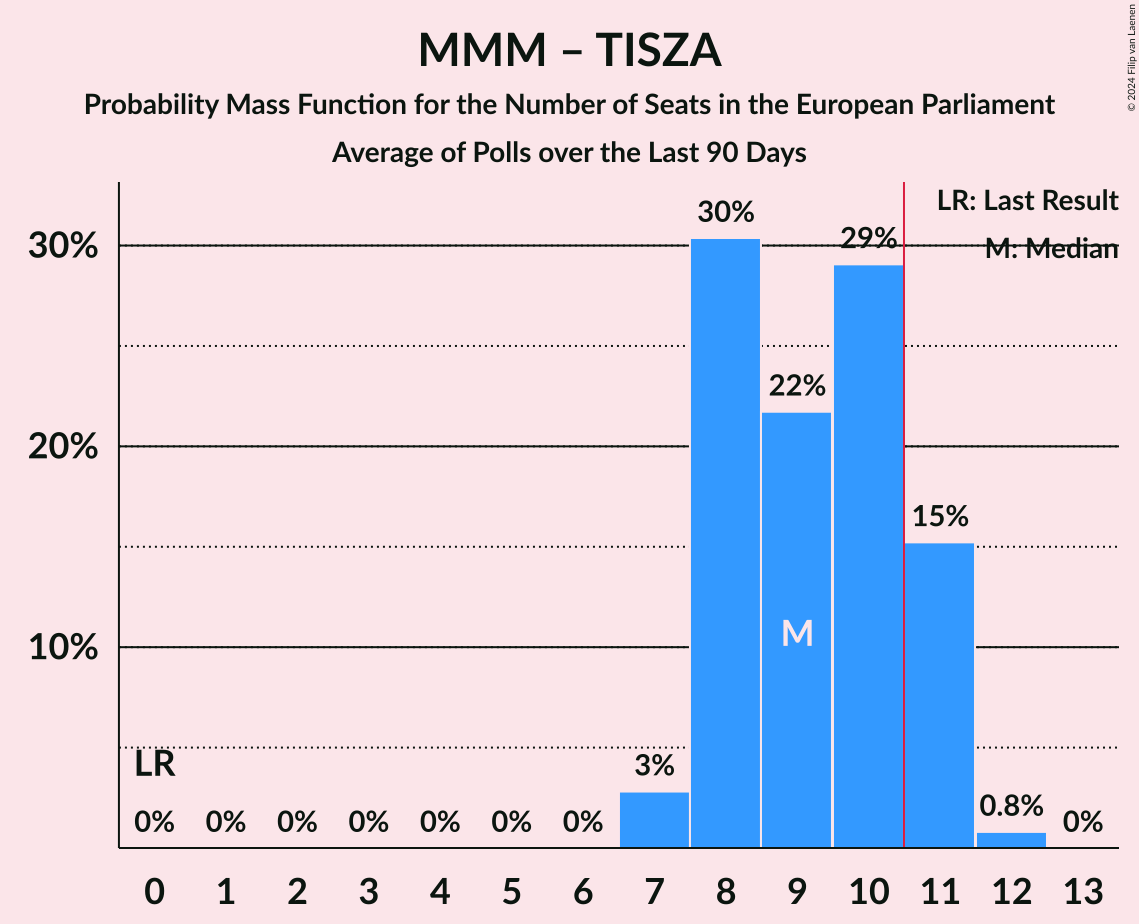 MMM – TISZA
Probability Mass Function for the Number of Seats in the European Parliament
Average of Polls over the Last 90 Days
© 2024 Filip van Laenen
LR: Last Result
M: Median
30%
20%
10%
30%
29%
22%
15%
M
LR
3%
0.8%
0% 0% 0% 0% 0% 0% 0% 0%
0 1 2 3 4 5 6 7 8 9 10 11 12 13